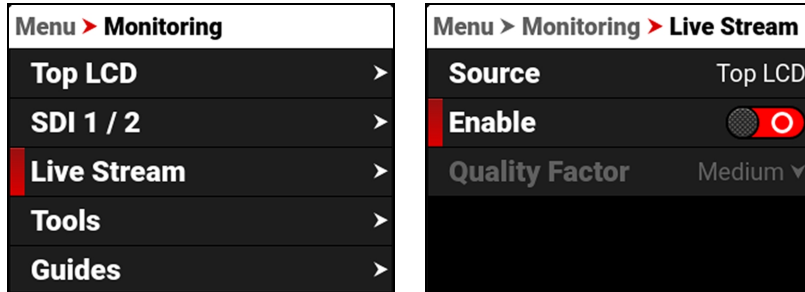 Menu > Monitoring
Top LCD
SDI 1 / 2
Live Stream
Tools
Guides
Menu > Monitoring > Live Stream
Source Top LCD
Enable
Quality Factor Medium